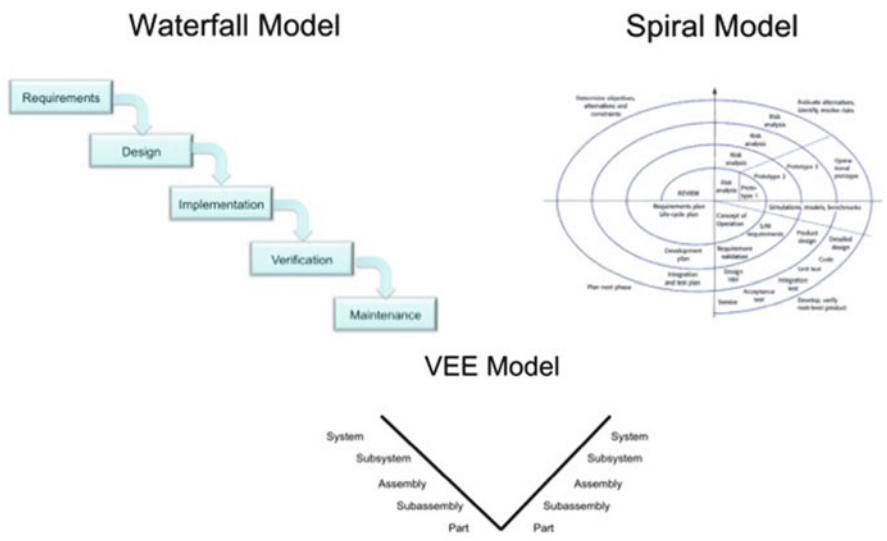 Waterfall Model
Requirements
Design
Implementation
Verification
Maintenance
Spiral Model
Determine objectives,
alternatives and
constraints
Evaluate alternatives,
identify, resolve risks
Risk
analysis
Risk
analysis
Risk
analysis
Risk
analysis
Proto-
type 1
Prototype 2
Prototype 3
Opera-
tional
prototype
REVIEW
Requirements plan
Life-cycle plan
Simulations, models, benchmarks
Concept of
Operation
S/W
requirements
Product
design
Detailed
design
Development
plan
Requirement
validation
Code
Unit test
Integration
and test plan
Design
V&V
Integration
test
Plan next phase
Acceptance
test
Service
Develop, verify
next-level product
VEE Model
System
Subsystem
Assembly
Subassembly
Part
System
Subsystem
Assembly
Subassembly
Part